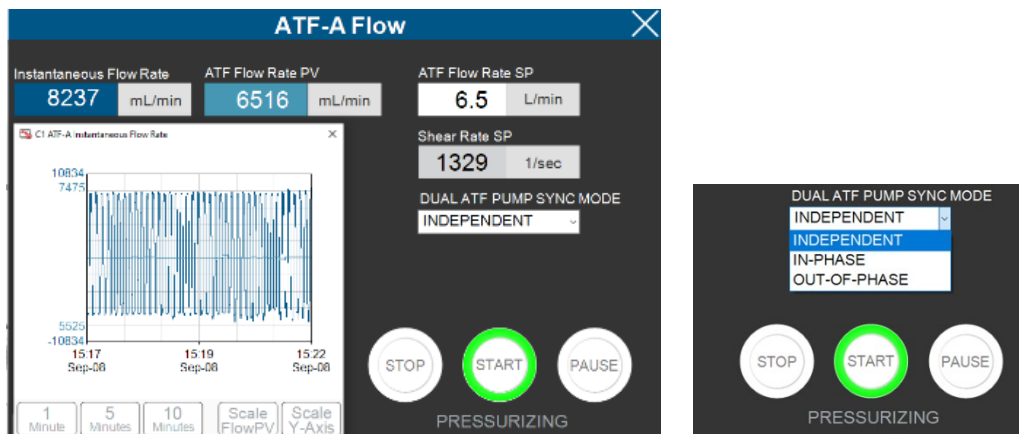 ATF-A Flow
Instantaneous Flow Rate
8237 mL/min
ATF Flow Rate PV
6516 mL/min
ATF Flow Rate SP
6.5 L/min
Shear Rate SP
1329 1/sec
DUAL ATF PUMP SYNC MODE
INDEPENDENT
C1 ATF-A Instantaneous Flow Rate
10834
7475
5525
-10834
15:17
Sep-08
15:19
Sep-08
15:22
Sep-08
1 Minute
5 Minutes
10 Minutes
Scale FlowPV
Scale Y-Axis
STOP
START
PAUSE
PRESSURIZING
DUAL ATF PUMP SYNC MODE
INDEPENDENT
INDEPENDENT
IN-PHASE
OUT-OF-PHASE
STOP
START
PAUSE
PRESSURIZING